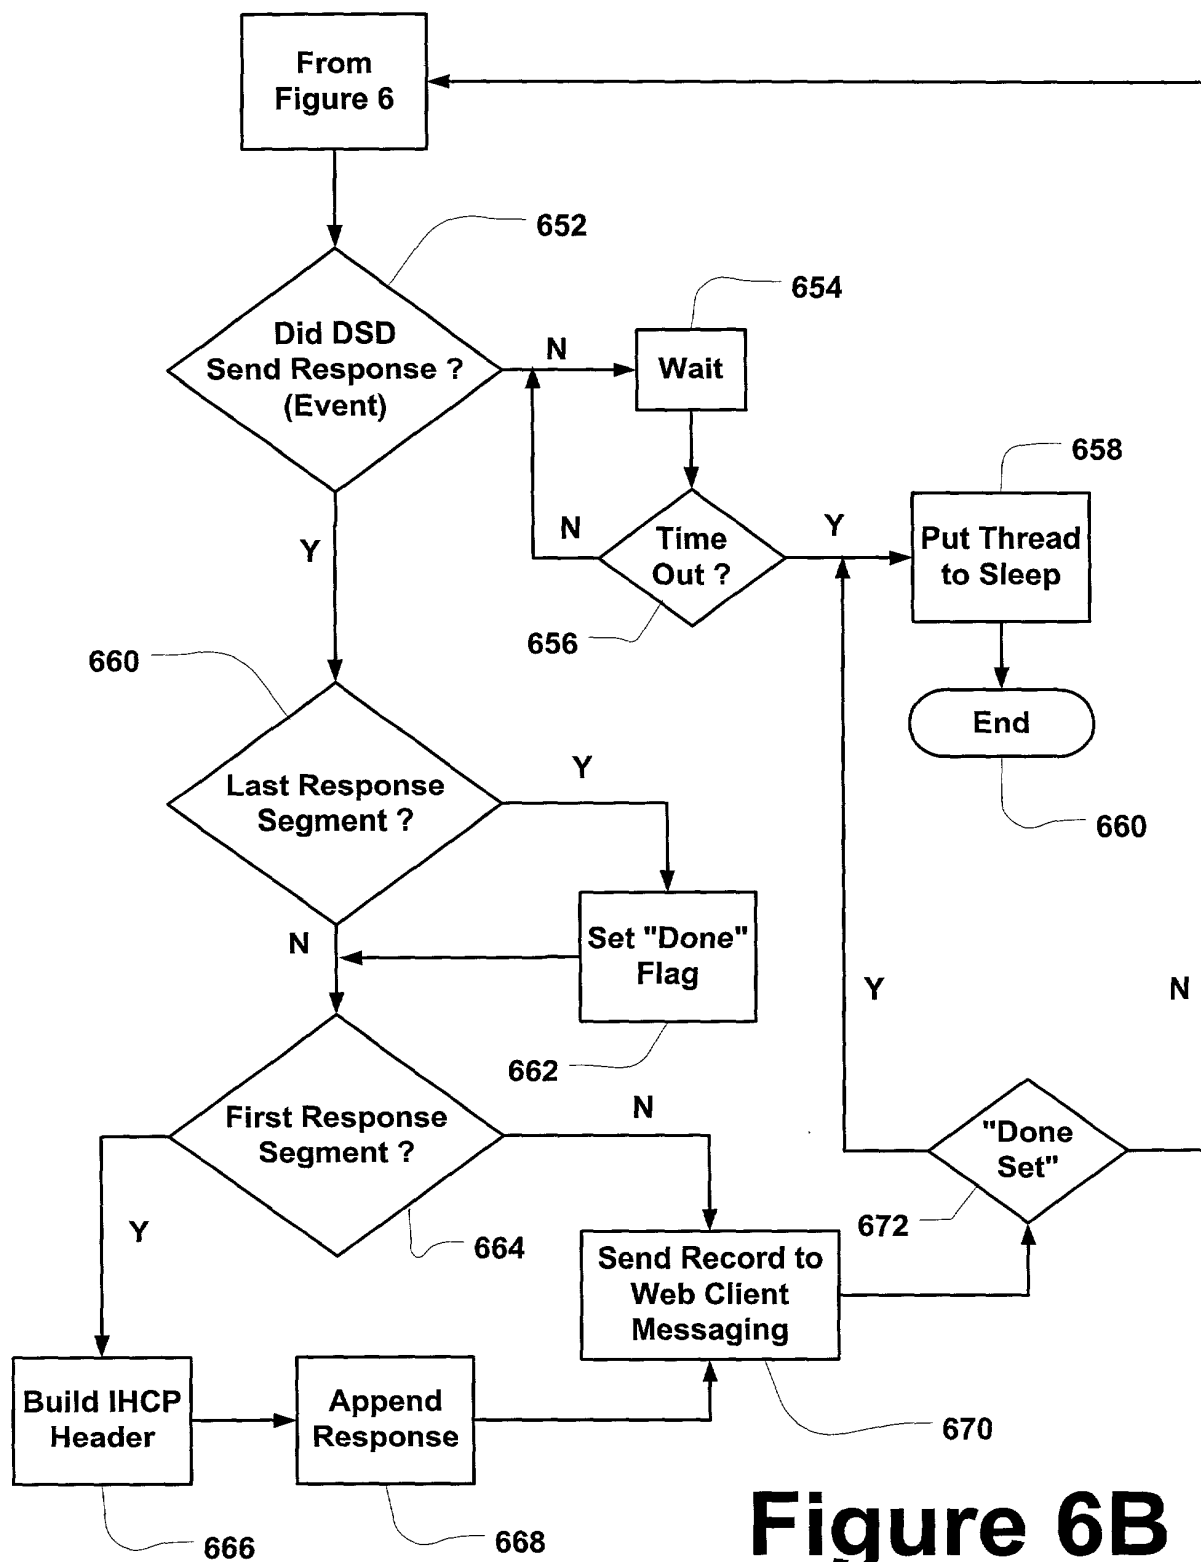 From
Figure 6
652
654
Did DSD
Send Response ?
(Event)
N
Wait
658
Y
N
Time
Out ?
Y
Put Thread
to Sleep
656
660
End
Last Response
Segment ?
Y
660
N
Set "Done"
Flag
Y
N
662
First Response
Segment ?
N
"Done
Set"
Y
664
672
Send Record to
Web Client
Messaging
Build IHCP
Header
Append
Response
670
666
668
Figure 6B